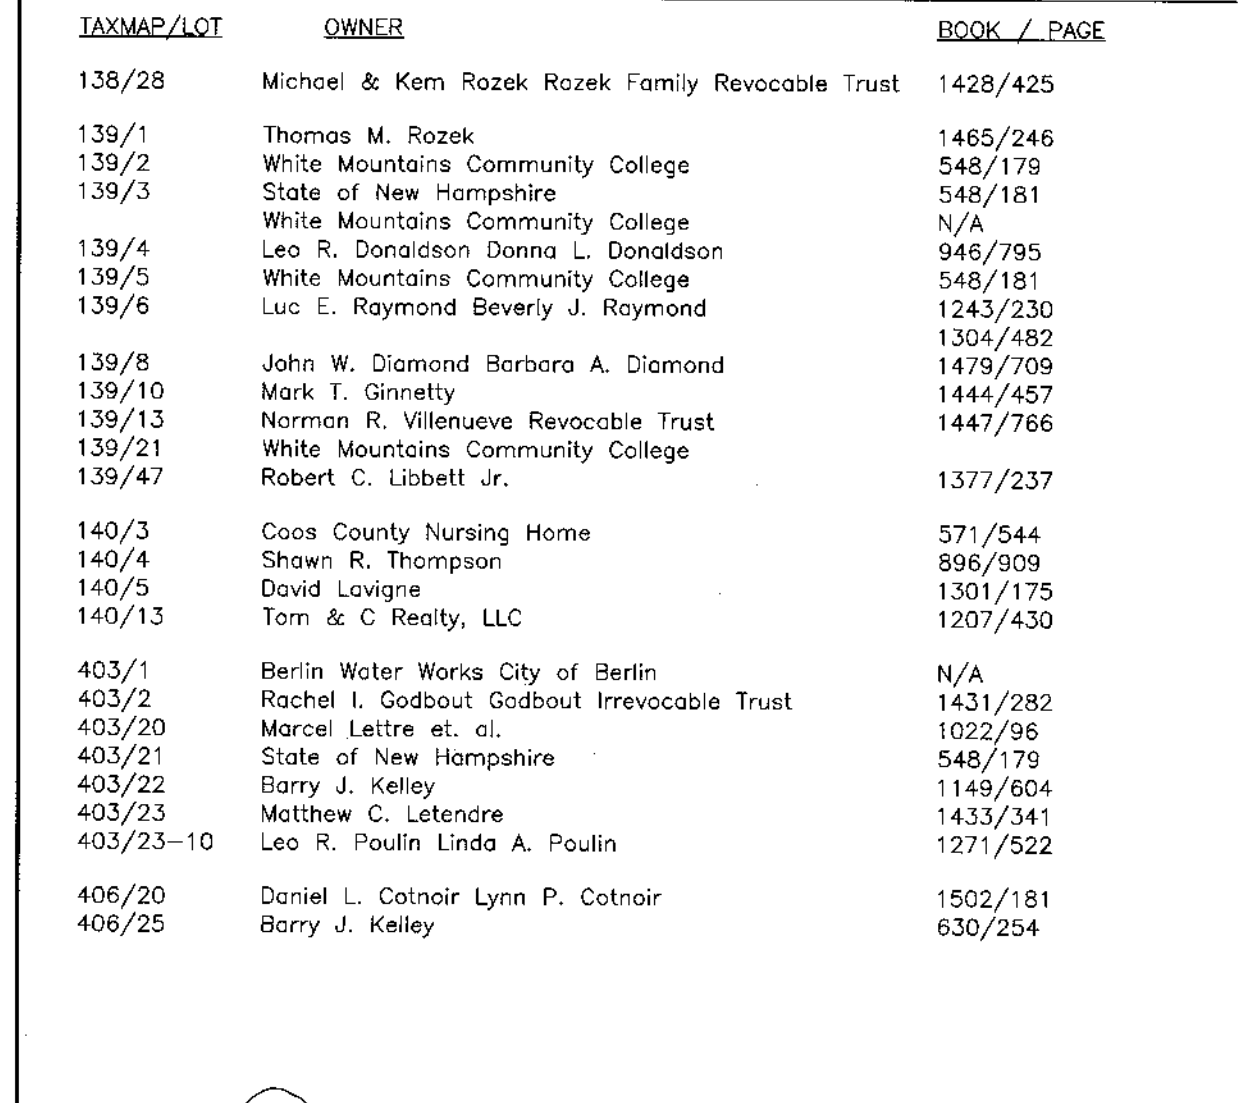 TAXMAP/LOT OWNER BOOK / PAGE
138/28 Michael & Kem Rozek Rozek Family Revocable Trust 1428/425
139/1 Thomas M. Rozek 1465/246
139/2 White Mountains Community College 548/179
139/3 State of New Hampshire 548/181
White Mountains Community College N/A
139/4 Leo R. Donaldson Donna L. Donaldson 946/795
139/5 White Mountains Community College 548/181
139/6 Luc E. Raymond Beverly J. Raymond 1243/230
1304/482
139/8 John W. Diamond Barbara A. Diamond 1479/709
139/10 Mark T. Ginnetty 1444/457
139/13 Norman R. Villenueve Revocable Trust 1447/766
139/21 White Mountains Community College
139/47 Robert C. Libbett Jr. 1377/237
140/3 Coos County Nursing Home 571/544
140/4 Shawn R. Thompson 896/909
140/5 David Lavigne 1301/175
140/13 Tom & C Realty, LLC 1207/430
403/1 Berlin Water Works City of Berlin N/A
403/2 Rachel I. Godbout Godbout Irrevocable Trust 1431/282
403/20 Marcel Lettre et. al. 1022/96
403/21 State of New Hampshire 548/179
403/22 Barry J. Kelley 1149/604
403/23 Matthew C. Letendre 1433/341
403/23-10 Leo R. Poulin Linda A. Poulin 1271/522
406/20 Daniel L. Cotnoir Lynn P. Cotnoir 1502/181
406/25 Barry J. Kelley 630/254